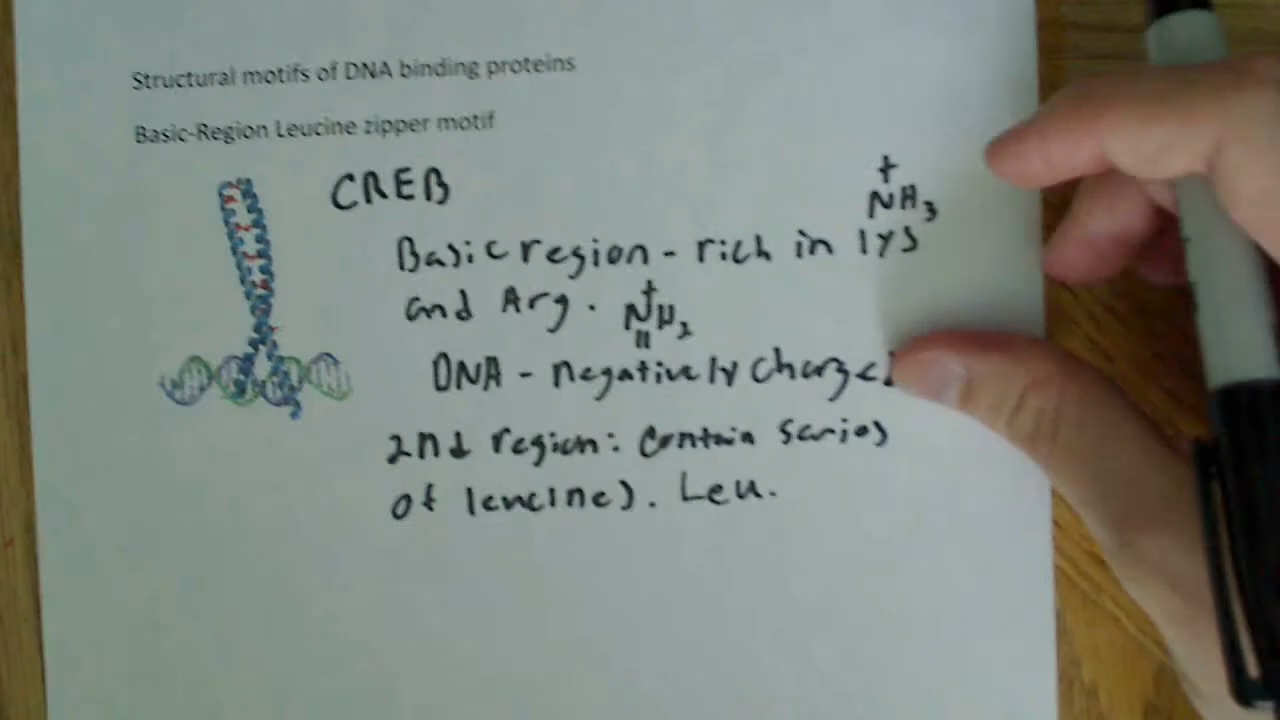 Structural motifs of DNA binding proteins
Basic-Region Leucine zipper motif
CREB
+
NH3
Basic region - rich in lys
and Arg. +
NH2
||
DNA - negatively charged
2nd region: contain series
of leucines. Leu.